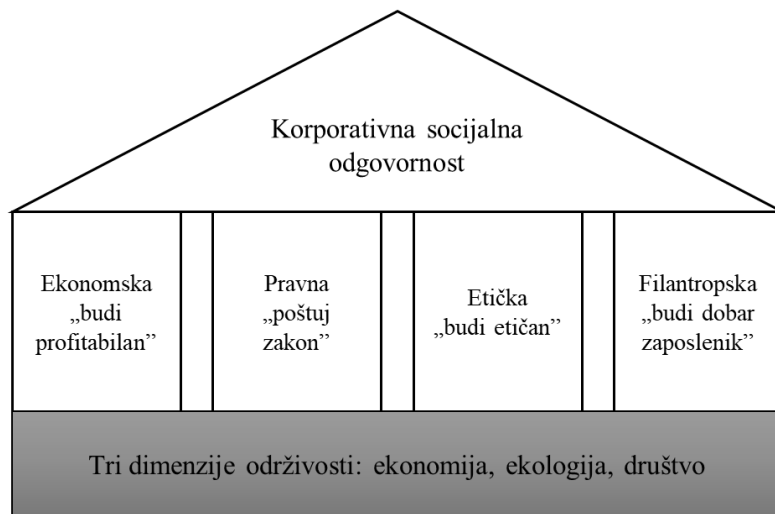 Korporativna socijalna
odgovornost
Ekonomska
„budi
profitabilan”
Pravna
„poštuj
zakon”
Etička
„budi etičan”
Filantropska
„budi dobar
zaposlenik”
Tri dimenzije održivosti: ekonomija, ekologija, društvo